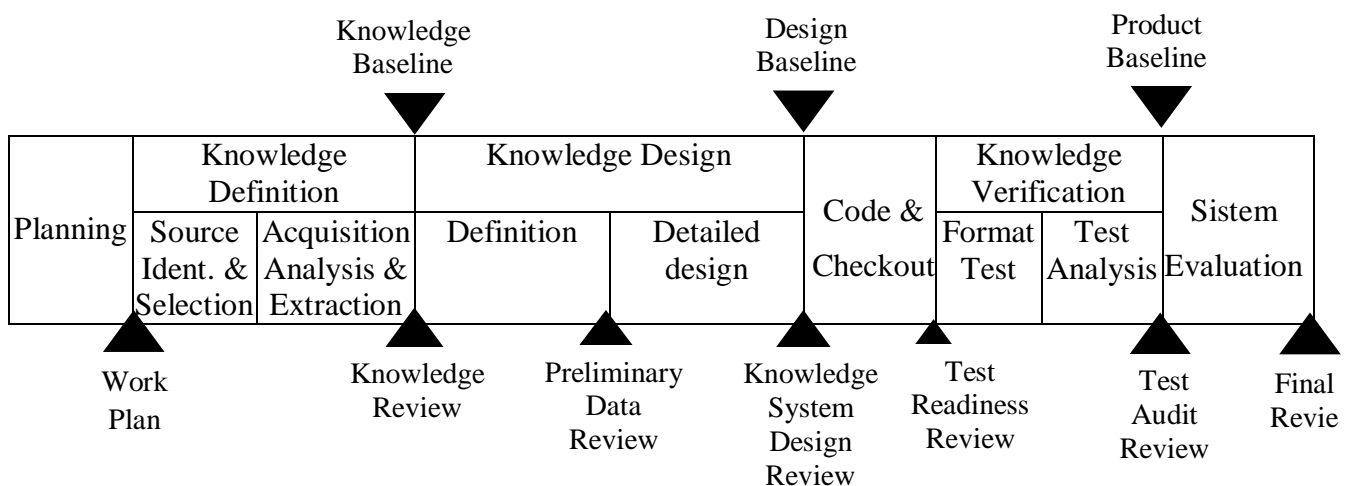 Knowledge
Baseline
Design
Baseline
Product
Baseline
Planning
Knowledge
Definition
Source
Ident. &
Selection
Acquisition
Analysis &
Extraction
Knowledge Design
Definition
Detailed
design
Code &
Checkout
Knowledge
Verification
Format
Test
Test
Analysis
Sistem
Evaluation
Work
Plan
Knowledge
Review
Preliminary
Data
Review
Knowledge
System
Design
Review
Test
Readiness
Review
Test
Audit
Review
Final
Revie